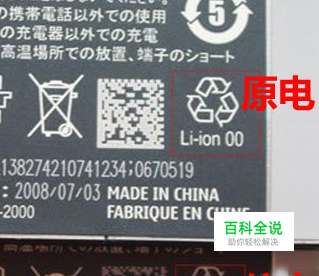 の携帯電話以外での使用
の充電器以外での充電
高温場所での放置、端子のショート
5
原电
Li-ion 00
138274210741234;0670519
: 2008/07/03 MADE IN CHINA
-2000 FABRIQUE EN CHINE
百科全说
助你轻松解决